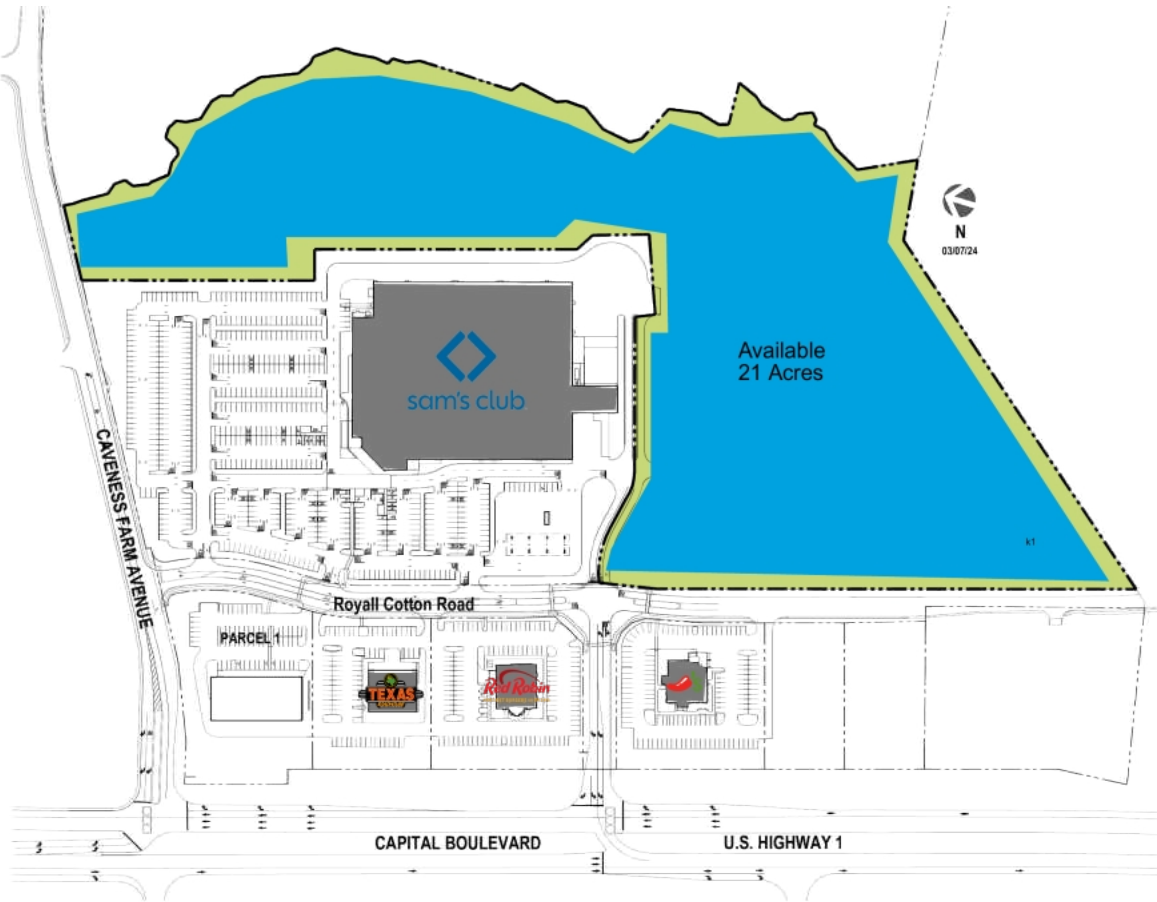 N
03/07/24
Available
21 Acres
sam's club
k1
CAVENESS FARM AVENUE
Royall Cotton Road
PARCEL 1
TEXAS
Red Robin
CAPITAL BOULEVARD
U.S. HIGHWAY 1